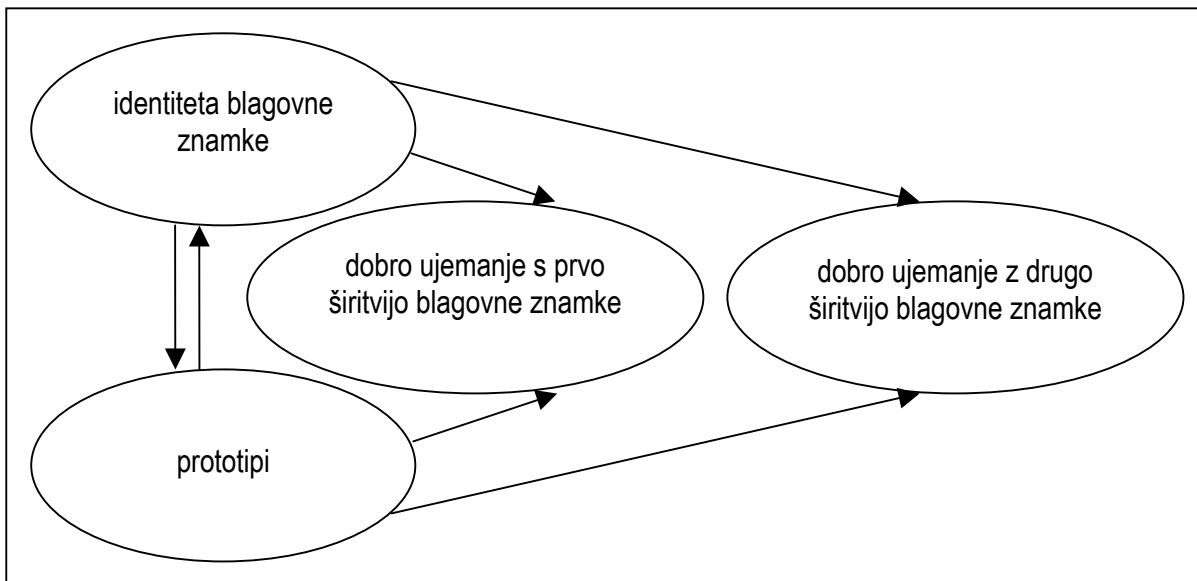 identiteta blagovne
znamke
dobro ujemanje s prvo
širitvijo blagovne znamke
dobro ujemanje z drugo
širitvijo blagovne znamke
prototipi